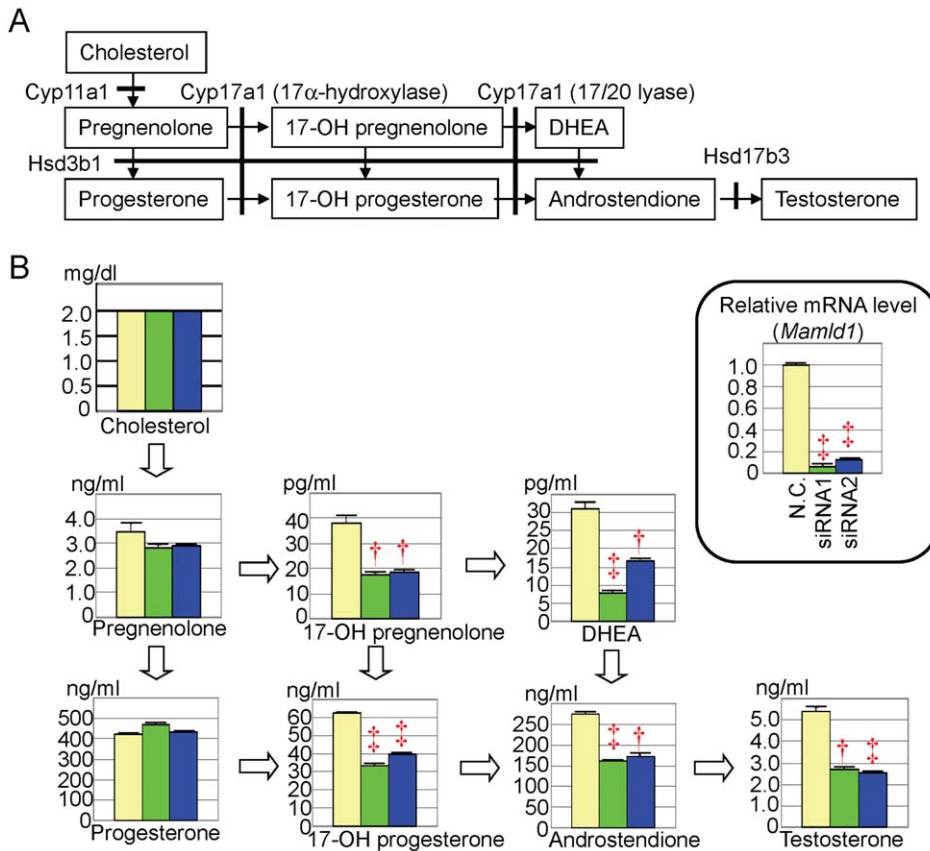 A
Cholesterol
Cyp11a1
Cyp17a1 (17α-hydroxylase)
Cyp17a1 (17/20 lyase)
Pregnenolone
17-OH pregnenolone
DHEA
Hsd3b1
Hsd17b3
Progesterone
17-OH progesterone
Androstendione
Testosterone
B
mg/dl
2.0
1.5
1.0
0.5
0
Cholesterol
Relative mRNA level
(Mamld1)
1.0
0.8
0.6
0.4
0.2
0
‡ ‡
N.C.
siRNA1
siRNA2
ng/ml
4.0
3.0
2.0
1.0
0
Pregnenolone
pg/ml
40
30
20
10
0
† †
17-OH pregnenolone
pg/ml
30
25
20
15
10
5
0
‡ †
DHEA
ng/ml
500
400
300
200
100
0
Progesterone
ng/ml
60
50
40
30
20
10
0
‡ ‡
17-OH progesterone
ng/ml
250
200
150
100
50
0
‡ †
Androstendione
ng/ml
5.0
4.0
3.0
2.0
1.0
0
† ‡
Testosterone